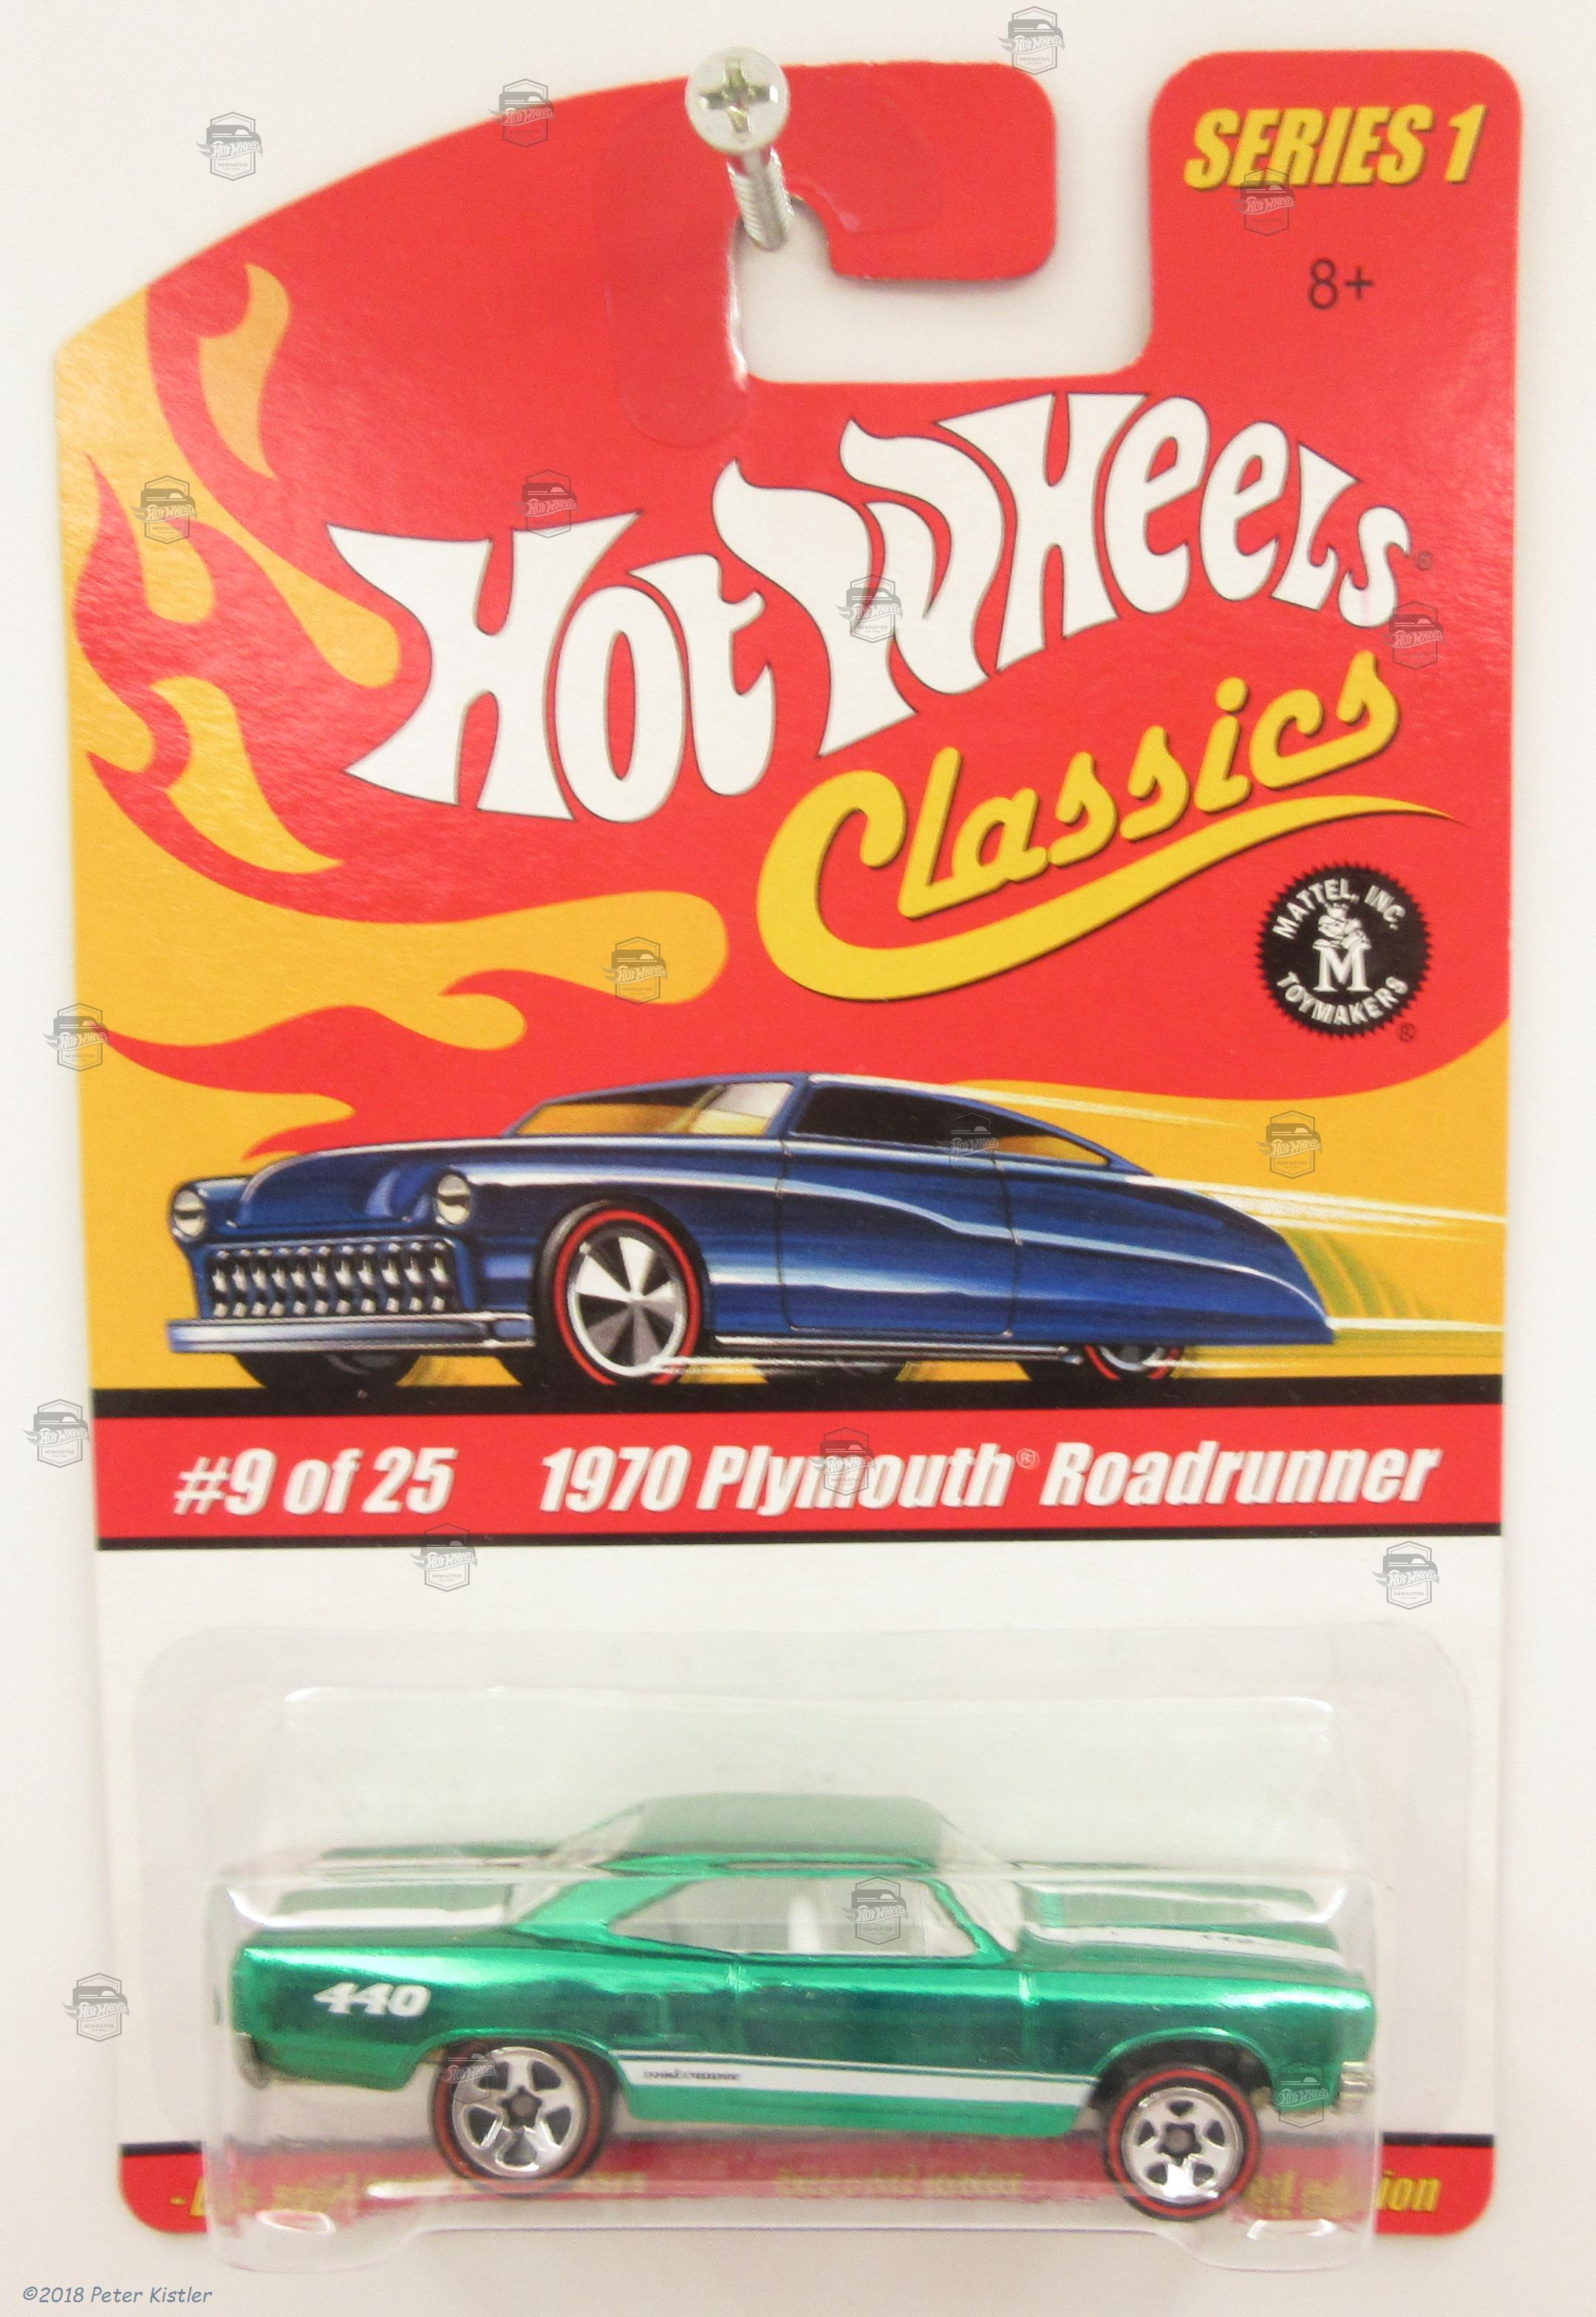 SERIES 1
8+
Hot Wheels®
Classics
MATTEL, INC.
M
TOYMAKERS
®
#9 of 25 1970 Plymouth® Roadrunner
440
©2018 Peter Kistler